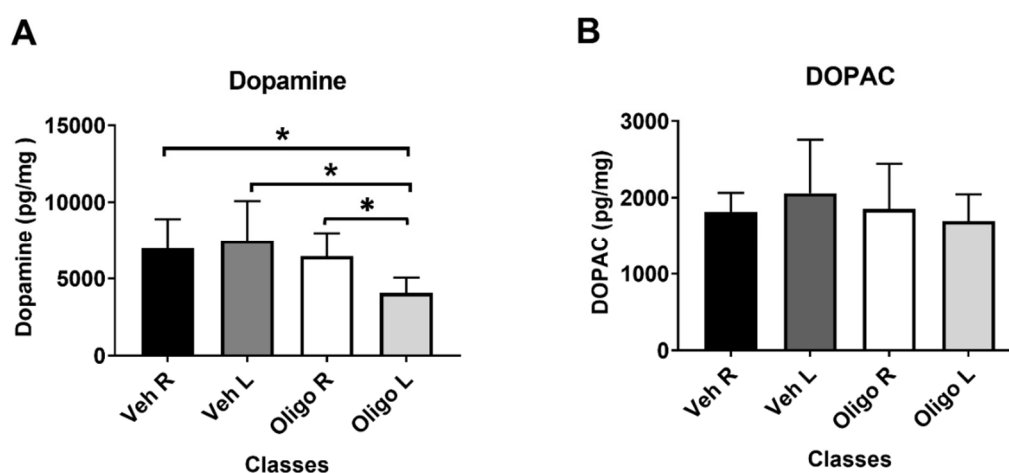 A
Dopamine
Dopamine (pg/mg )
15000
10000
5000
0
*
*
*
Veh R
Veh L
Oligo R
Oligo L
Classes
B
DOPAC
DOPAC (pg/mg)
3000
2000
1000
0
Veh R
Veh L
Oligo R
Oligo L
Classes